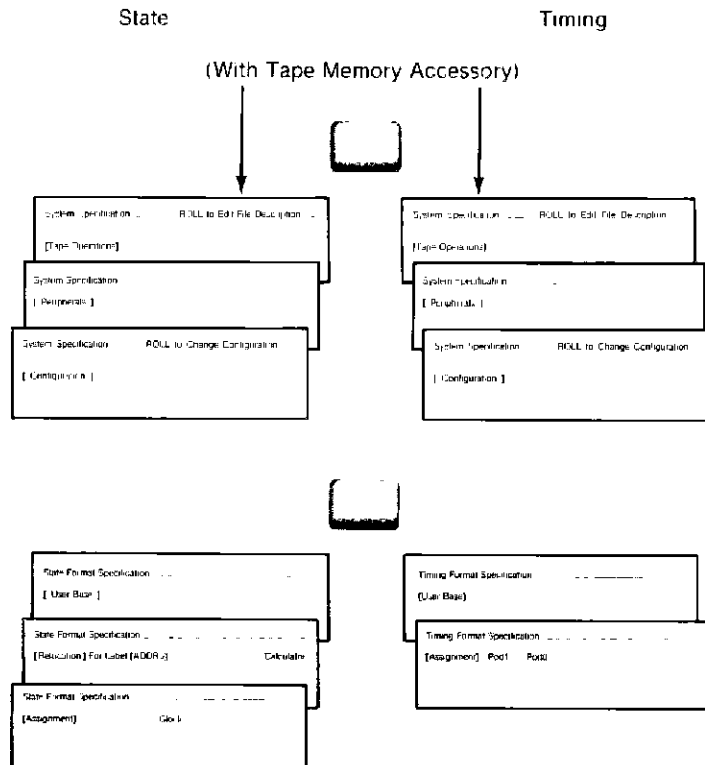 State
Timing
(With Tape Memory Accessory)
System Specification ROLL to Edit File Description
[Tape Operations]
System Specification
[ Peripherals ]
System Specification ROLL to Change Configuration
[ Configuration ]
System Specification ROLL to Edit File Description
[Tape Operations]
System Specification
[ Peripherals ]
System Specification ROLL to Change Configuration
[ Configuration ]
State Format Specification
[ User Base ]
State Format Specification
[Relocation] For Label [ADDR] Calculate
State Format Specification
[Assignment] Clock
Timing Format Specification
[User Base]
Timing Format Specification
[Assignment] Pod1 Pod0